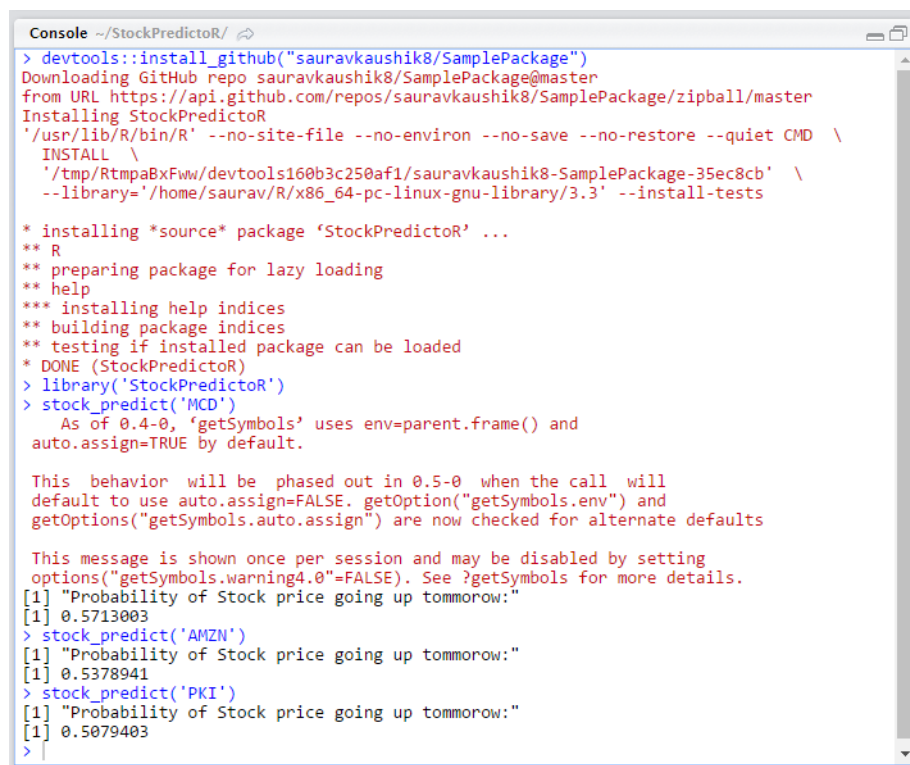 Console ~/StockPredictoR/
> devtools::install_github("sauravkaushik8/SamplePackage")
Downloading GitHub repo sauravkaushik8/SamplePackage@master
from URL https://api.github.com/repos/sauravkaushik8/SamplePackage/zipball/master
Installing StockPredictoR
'/usr/lib/R/bin/R' --no-site-file --no-environ --no-save --no-restore --quiet CMD  \
  INSTALL  \
  '/tmp/RtmpaBxFww/devtools160b3c250af1/sauravkaushik8-SamplePackage-35ec8cb'  \
  --library='/home/saurav/R/x86_64-pc-linux-gnu-library/3.3' --install-tests
* installing *source* package ‘StockPredictoR’ ...
** R
** preparing package for lazy loading
** help
*** installing help indices
** building package indices
** testing if installed package can be loaded
* DONE (StockPredictoR)
> library('StockPredictoR')
> stock_predict('MCD')
    As of 0.4-0, ‘getSymbols’ uses env=parent.frame() and
 auto.assign=TRUE by default.
 This  behavior  will be  phased out in 0.5-0  when the call  will
 default to use auto.assign=FALSE. getOption("getSymbols.env") and
 getOptions("getSymbols.auto.assign") are now checked for alternate defaults
 This message is shown once per session and may be disabled by setting
 options("getSymbols.warning4.0"=FALSE). See ?getSymbols for more details.
[1] "Probability of Stock price going up tommorow:"
[1] 0.5713003
> stock_predict('AMZN')
[1] "Probability of Stock price going up tommorow:"
[1] 0.5378941
> stock_predict('PKI')
[1] "Probability of Stock price going up tommorow:"
[1] 0.5079403
>